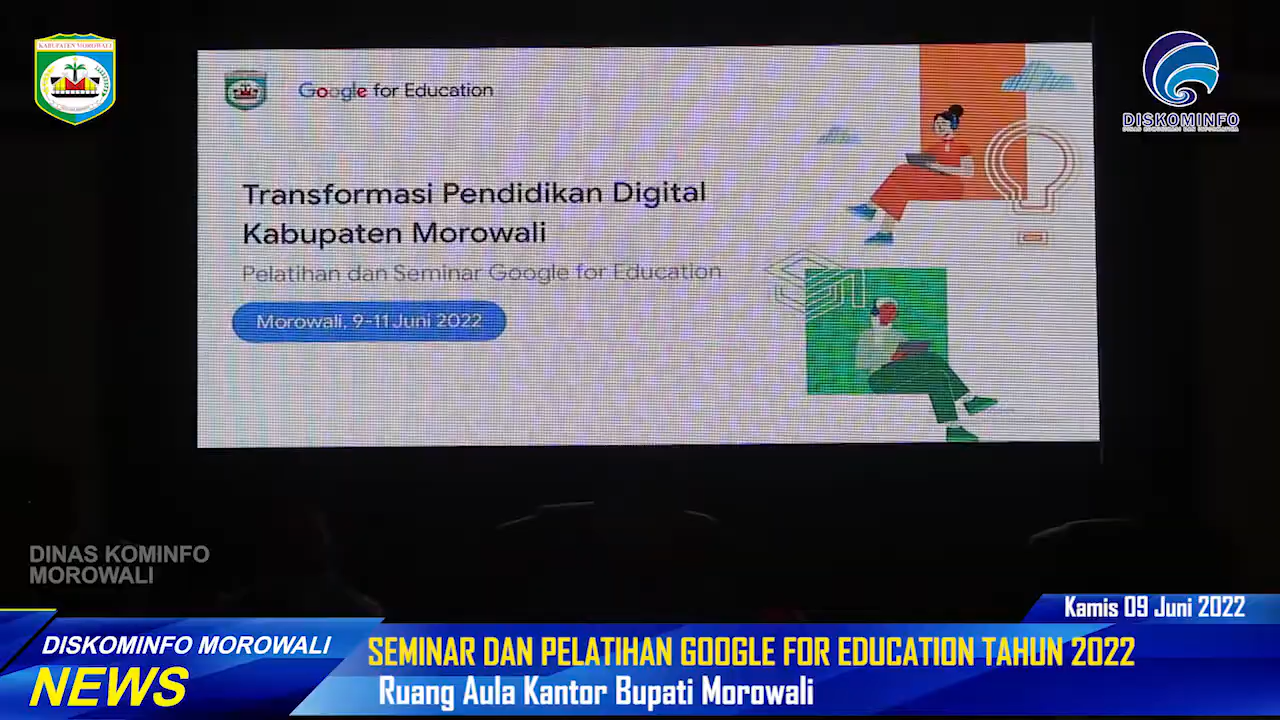 KABUPATEN MOROWALI
DISKOMINFO
Google for Education
Transformasi Pendidikan Digital
Kabupaten Morowali
Pelatihan dan Seminar Google for Education
Morowali, 9-11 Juni 2022
DINAS KOMINFO
MOROWALI
Kamis 09 Juni 2022
DISKOMINFO MOROWALI
NEWS
SEMINAR DAN PELATIHAN GOOGLE FOR EDUCATION TAHUN 2022
Ruang Aula Kantor Bupati Morowali